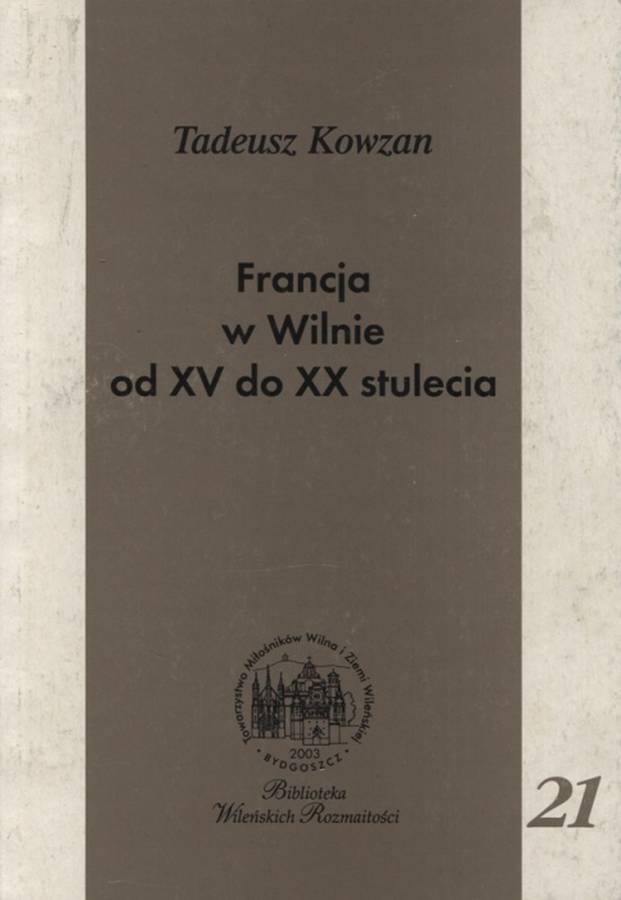 Tadeusz Kowzan
Francja
w Wilnie
od XV do XX stulecia
Towarzystwo Miłośników Wilna i Ziemi Wileńskiej
2003
• BYDGOSZCZ •
Biblioteka
Wileńskich Rozmaitości
21